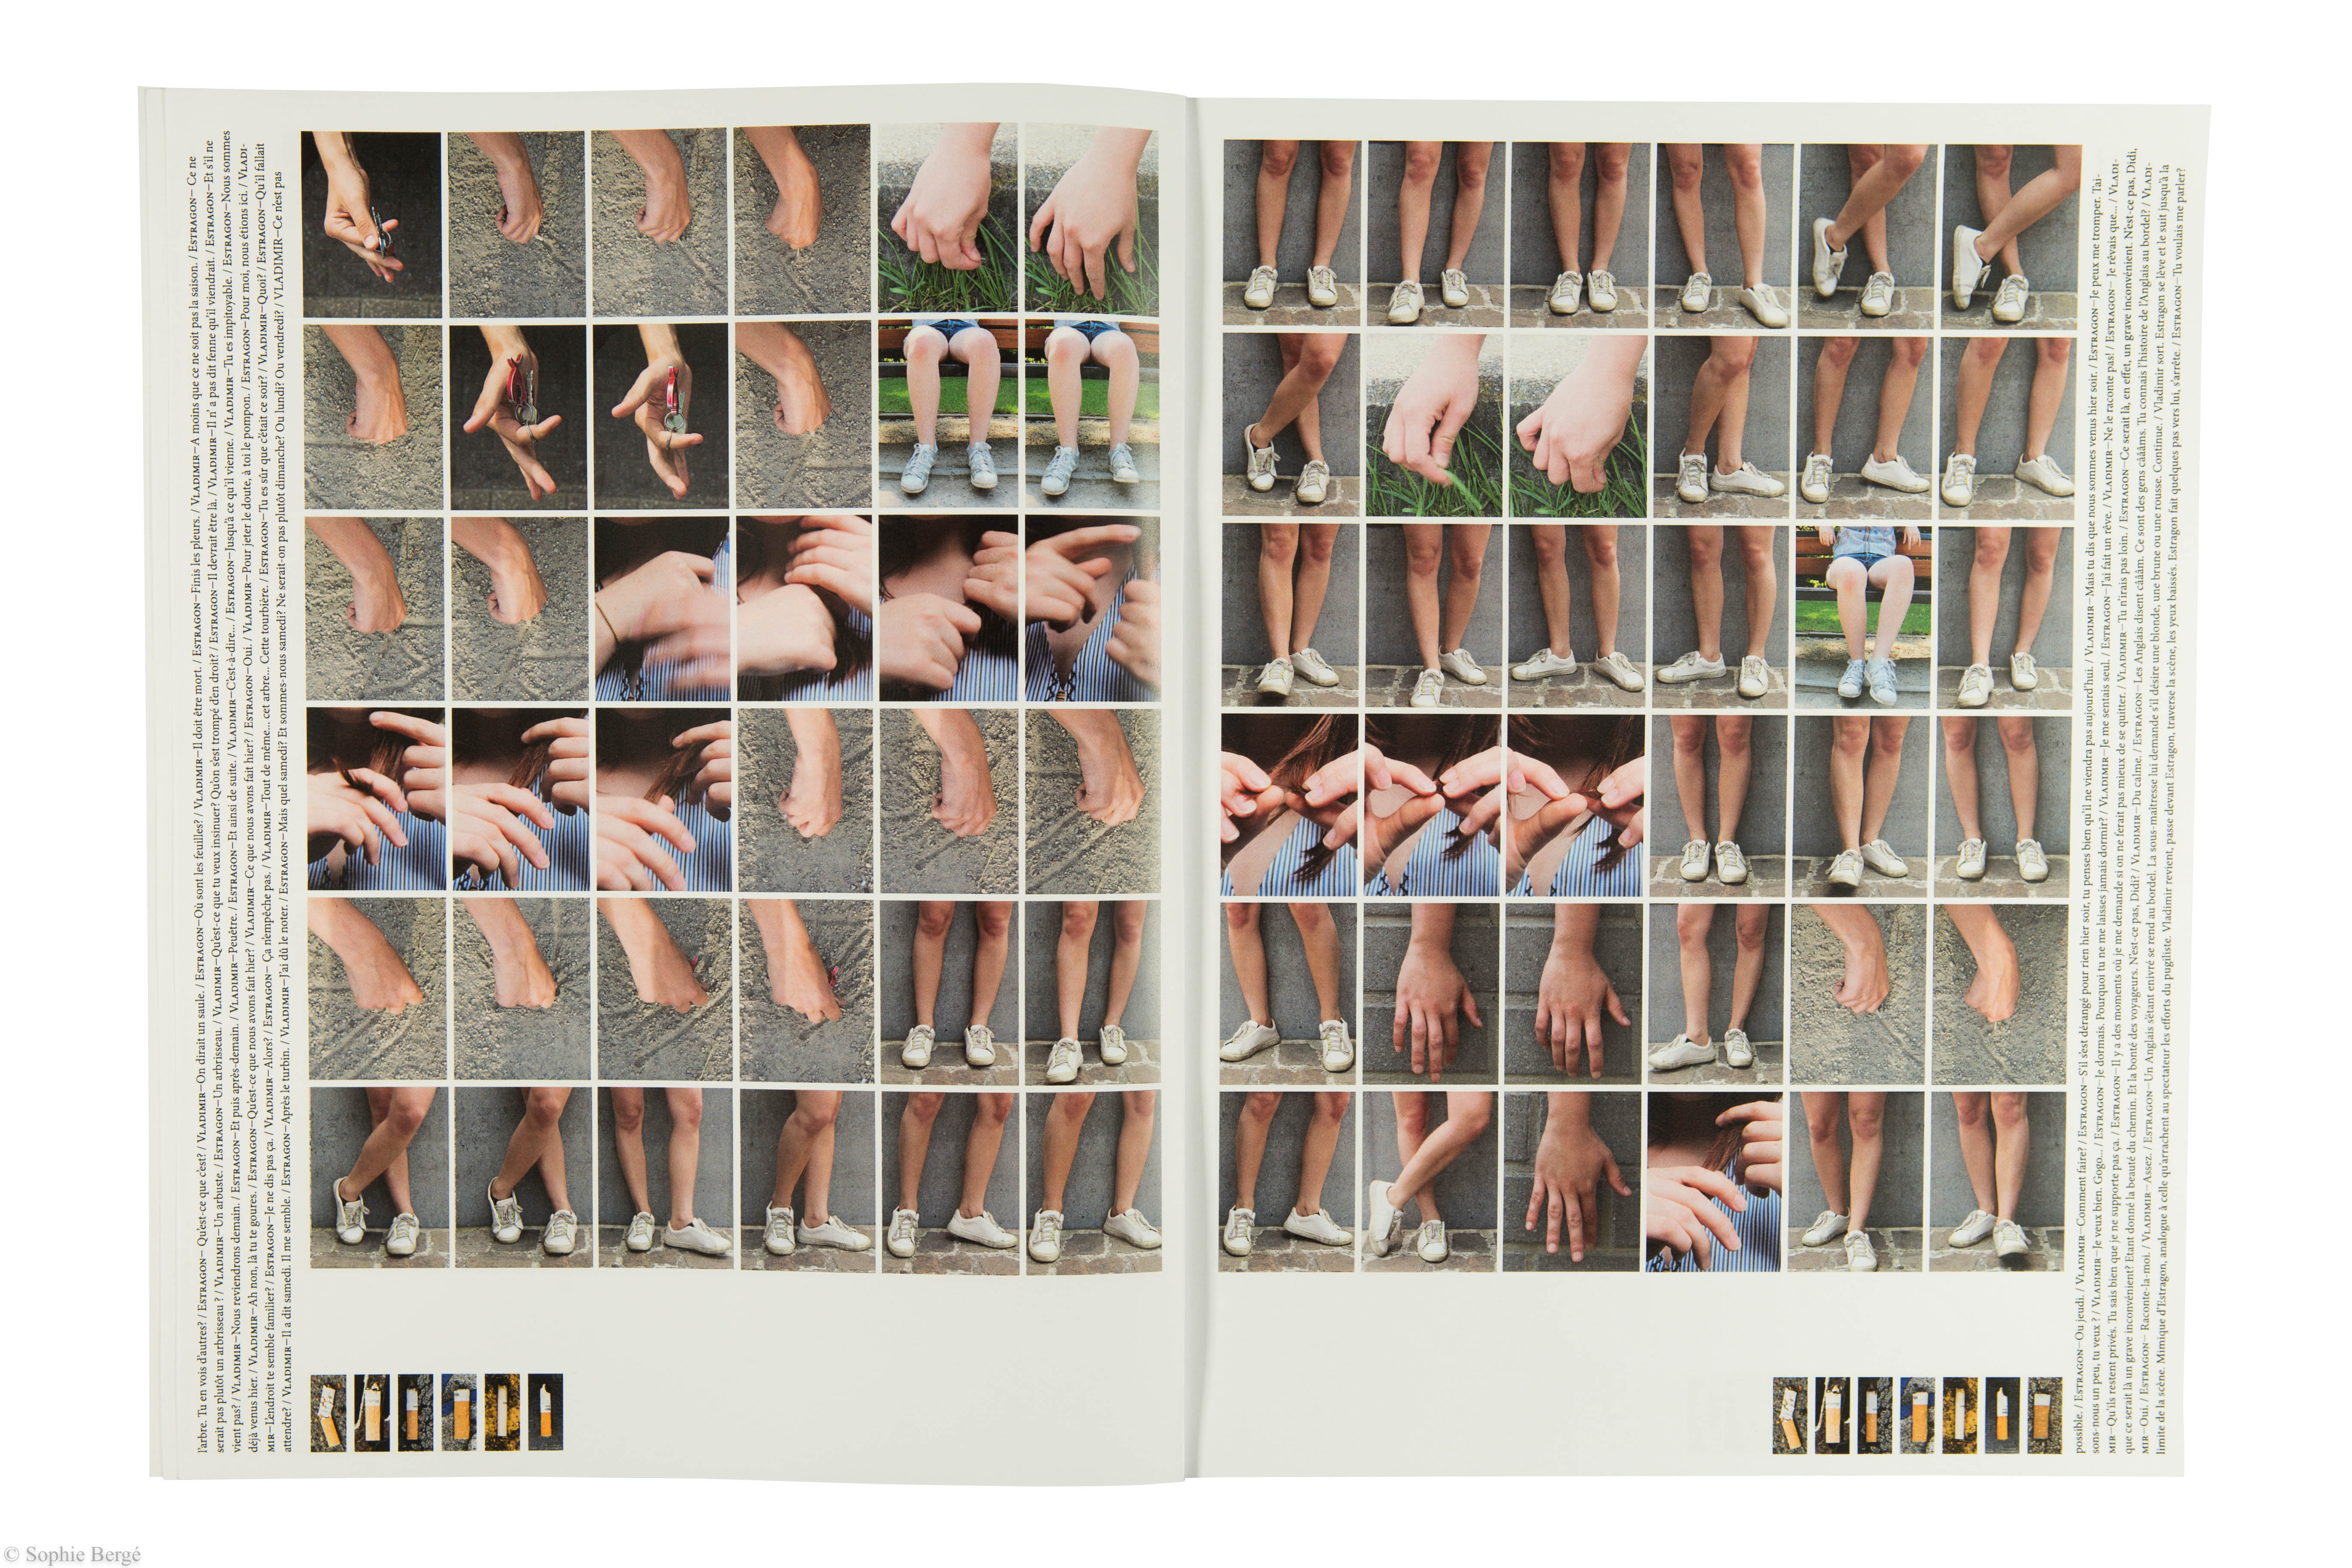 l'arbre. Tu en vois d'autres? / ESTRAGON— Qu'est-ce que c'est? / VLADIMIR—On dirait un saule. / ESTRAGON—Où sont les feuilles? / VLADIMIR—Il doit être mort. / ESTRAGON—Finis les pleurs. / VLADIMIR— A moins que ce ne soit pas la saison. / ESTRAGON— Ce ne
serait pas plutôt un arbrisseau ? / VLADIMIR—Un arbuste. / ESTRAGON—Un arbrisseau. / VLADIMIR—Qu'est-ce que tu veux insinuer? Qu'on s'est trompé d'en droit? / ESTRAGON—Il devrait être là. / VLADIMIR—Il n' a pas dit fenne qu'il viendrait. / ESTRAGON—Et s'il ne
vient pas? / VLADIMIR—Nous reviendrons demain. / ESTRAGON—Et puis après-demain. / VLADIMIR—Peuêtre. / ESTRAGON—Et ainsi de suite. / VLADIMIR—C'est-à-dire... / ESTRAGON—Jusqu'à ce qu'il vienne. / VLADIMIR—Tu es impitoyable. / ESTRAGON—Nous sommes
déjà venus hier. / VLADIMIR—Ah non, là tu te goures. / ESTRAGON—Qu'est-ce que nous avons fait hier? / VLADIMIR—Ce que nous avons fait hier? / ESTRAGON—Oui. / VLADIMIR—Pour jeter le doute, à toi le pompon. / ESTRAGON—Pour moi, nous étions ici. / VLADI-
MIR—L'endroit te semble familier? / ESTRAGON—Je ne dis pas ça. / VLADIMIR—Alors? / ESTRAGON— Ça n'empêche pas. / VLADIMIR—Tout de même... cet arbre... Cette tourbière. / ESTRAGON—Tu es sûr que c'était ce soir? / VLADIMIR—Quoi? / ESTRAGON—Qu'il fallait
attendre? / VLADIMIR—Il a dit samedi. Il me semble. / ESTRAGON—Après le turbin. / VLADIMIR—J'ai dû le noter. / ESTRAGON—Mais quel samedi? Et sommes-nous samedi? Ne serait-on pas plutôt dimanche? Ou lundi? Ou vendredi? / VLADIMIR—Ce n'est pas
possible. / ESTRAGON—Ou jeudi. / VLADIMIR—Comment faire? / ESTRAGON—S'il s'est dérangé pour rien hier soir, tu penses bien qu'il ne viendra pas aujourd'hui. / VLADIMIR—Mais tu dis que nous sommes venus hier soir. / ESTRAGON—Je peux me tromper. Tai-
sons-nous un peu, tu veux ? / VLADIMIR—Je veux bien. Gogo... / ESTRAGON—Je dormais. Pourquoi tu ne me laisses jamais dormir? / VLADIMIR—Je me sentais seul. / ESTRAGON—J'ai fait un rêve. / VLADIMIR—Ne le raconte pas! / ESTRAGON— Je rêvais que... / VLADI-
MIR—Qu'ils restent privés. Tu sais bien que je ne supporte pas ça. / ESTRAGON—Il y a des moments où je me demande si on ne ferait pas mieux de se quitter. / VLADIMIR—Tu n'irais pas loin. / ESTRAGON—Ce serait là, en effet, un grave inconvénient. N'est-ce pas, Didi,
que ce serait là un grave inconvénient? Etant donné la beauté du chemin. Et la bonté des voyageurs. N'est-ce pas, Didi? / VLADIMIR—Du calme. / ESTRAGON—Les Anglais disent câââm. Ce sont des gens câââms. Tu connais l'histoire de l'Anglais au bordel? / VLADI-
MIR—Oui. / ESTRAGON— Raconte-la-moi. / VLADIMIR—Assez. / ESTRAGON—Un Anglais s'étant enivré se rend au bordel. La sous-maîtresse lui demande s'il désire une blonde, une brune ou une rousse. Continue. / Vladimir sort. Estragon se lève et le suit jusqu'à la
limite de la scène. Mimique d'Estragon, analogue à celle qu'arrachent au spectateur les efforts du pugiliste. Vladimir revient, passe devant Estragon, traverse la scène, les yeux baissés. Estragon fait quelques pas vers lui, s'arrête. / ESTRAGON—Tu voulais me parler?
© Sophie Bergé